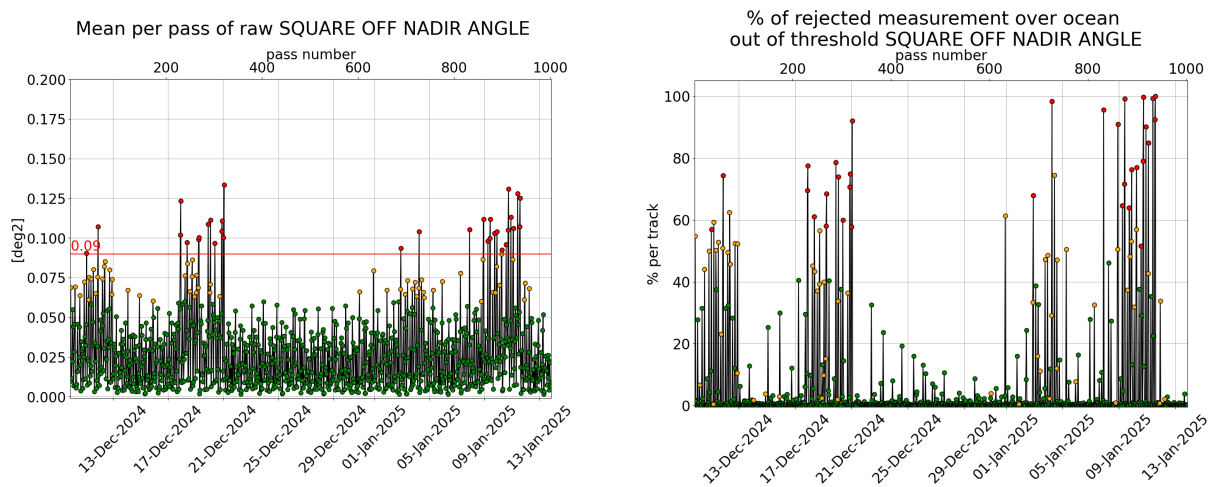 Mean per pass of raw SQUARE OFF NADIR ANGLE
pass number
200 400 600 800 1000
0.200
0.175
0.150
0.125
0.100
0.09
0.075
0.050
0.025
0.000
[deg2]
13-Dec-2024 17-Dec-2024 21-Dec-2024 25-Dec-2024 29-Dec-2024 01-Jan-2025 05-Jan-2025 09-Jan-2025 13-Jan-2025
% of rejected measurement over ocean
out of threshold SQUARE OFF NADIR ANGLE
pass number
200 400 600 800 1000
100
80
60
40
20
0
% per track
13-Dec-2024 17-Dec-2024 21-Dec-2024 25-Dec-2024 29-Dec-2024 01-Jan-2025 05-Jan-2025 09-Jan-2025 13-Jan-2025